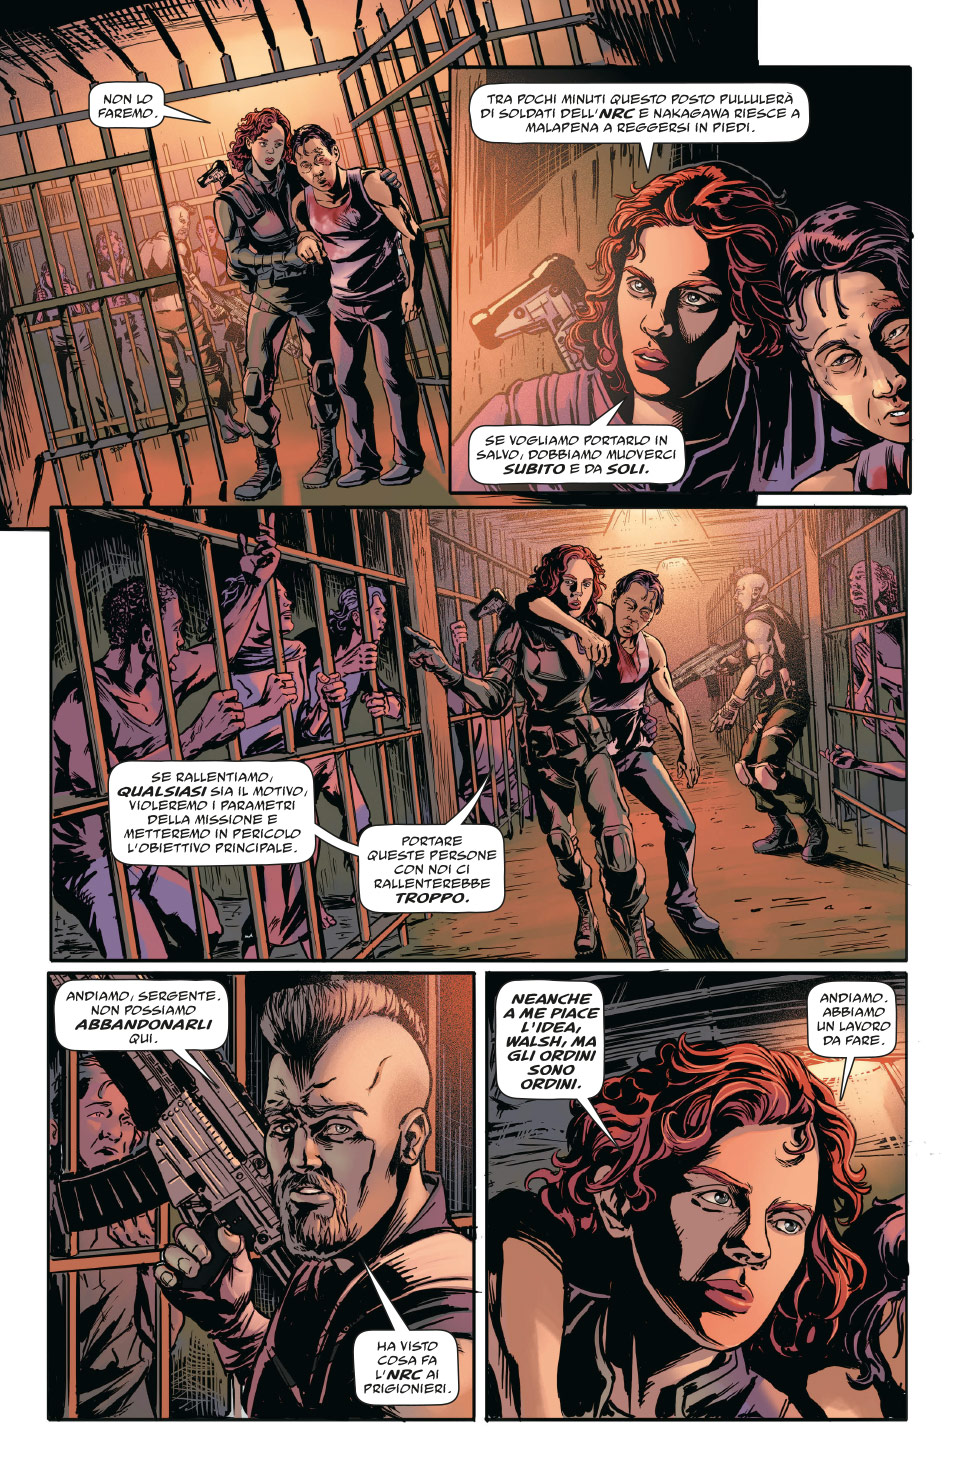 NON LO
FAREMO.
TRA POCHI MINUTI QUESTO POSTO PULLULERÀ
DI SOLDATI DELL'NRC E NAKAGAWA RIESCE A
MALAPENA A REGGERSI IN PIEDI.
SE VOGLIAMO PORTARLO IN
SALVO, DOBBIAMO MUOVERCI
SUBITO E DA SOLI.
SE RALLENTIAMO,
QUALSIASI SIA IL MOTIVO,
VIOLEREMO I PARAMETRI
DELLA MISSIONE E
METTEREMO IN PERICOLO
L'OBIETTIVO PRINCIPALE.
PORTARE
QUESTE PERSONE
CON NOI CI
RALLENTEREBBE
TROPPO.
ANDIAMO, SERGENTE.
NON POSSIAMO
ABBANDONARLI
QUI.
HA VISTO
COSA FA
L'NRC AI
PRIGIONIERI.
NEANCHE
A ME PIACE
L'IDEA,
WALSH, MA
GLI ORDINI
SONO
ORDINI.
ANDIAMO.
ABBIAMO
UN LAVORO
DA FARE.